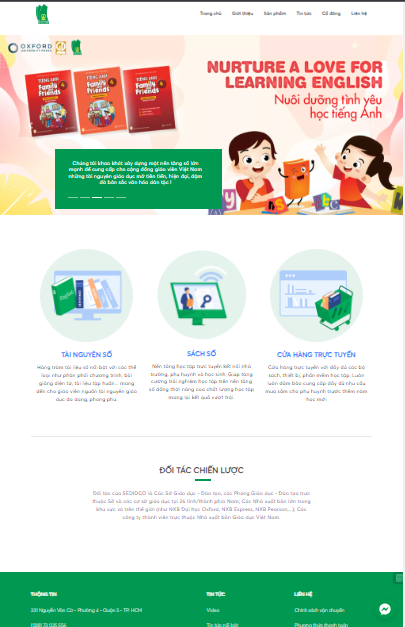 Trang chủ Giới thiệu Sản phẩm Tin tức Cổ đông Liên hệ
OXFORD
UNIVERSITY PRESS
TIẾNG ANH
Family and Friends
TIẾNG ANH
Family and Friends
TIẾNG ANH
Family and Friends
NURTURE A LOVE FOR
LEARNING ENGLISH
Nuôi dưỡng tình yêu
học tiếng Anh
Chúng tôi khao khát xây dựng một nền tảng số lớn
mạnh để cung cấp cho cộng đồng giáo viên Việt Nam
những tài nguyên giáo dục mở tiên tiến, hiện đại, đậm
đà bản sắc văn hóa dân tộc !
English
TÀI NGUYÊN SỐ
Hàng trăm tài liệu số nổi bật với các thể
loại như phân phối chương trình, bài
giảng điện tử, tài liệu tập huấn... mang
đến cho giáo viên nguồn tài nguyên giáo
dục đa dạng, phong phú.
SÁCH SỐ
Nền tảng học tập trực tuyến kết nối nhà
trường, phụ huynh và học sinh. Giúp tăng
cường trải nghiệm học tập trên nền tảng
số đồng thời nâng cao chất lượng học tập
mang lại kết quả vượt trội.
CỬA HÀNG TRỰC TUYẾN
Cửa hàng trực tuyến với đầy đủ các bộ
sách, thiết bị, phần mềm học tập. Luôn
luôn đảm bảo cung cấp đầy đủ nhu cầu
mua sắm cho phụ huynh trước thềm năm
học mới.
ĐỐI TÁC CHIẾN LƯỢC
Đối tác của SEDIDCO là Các Sở Giáo dục – Đào tạo, các Phòng Giáo dục – Đào tạo trực
thuộc Sở và các cơ sở giáo dục tại 26 tỉnh/thành phía Nam; Các Nhà xuất bản lớn trong
khu vực và trên thế giới (như NXB Đại học Oxford, NXB Express, NXB Pearson,...); Các
công ty thành viên trực thuộc Nhà xuất bản Giáo dục Việt Nam.
THÔNG TIN
231 Nguyễn Văn Cừ – Phường 4 – Quận 5 – TP. HCM
(028) 73 035 556
TIN TỨC
Video
Tin tức nổi bật
LIÊN HỆ
Chính sách vận chuyển
Phương thức thanh toán